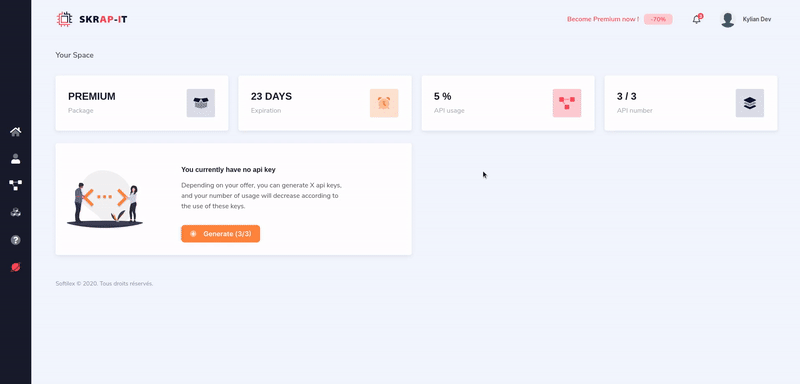 SKRAP-IT
Become Premium now ! -70%
Kylian Dev
Your Space
PREMIUM
Package
23 DAYS
Expiration
5 %
API usage
3 / 3
API number
You currently have no api key
Depending on your offer, you can generate X api keys,
and your number of usage will decrease according to
the use of these keys.
Generate (3/3)
Softilex © 2020. Tous droits réservés.